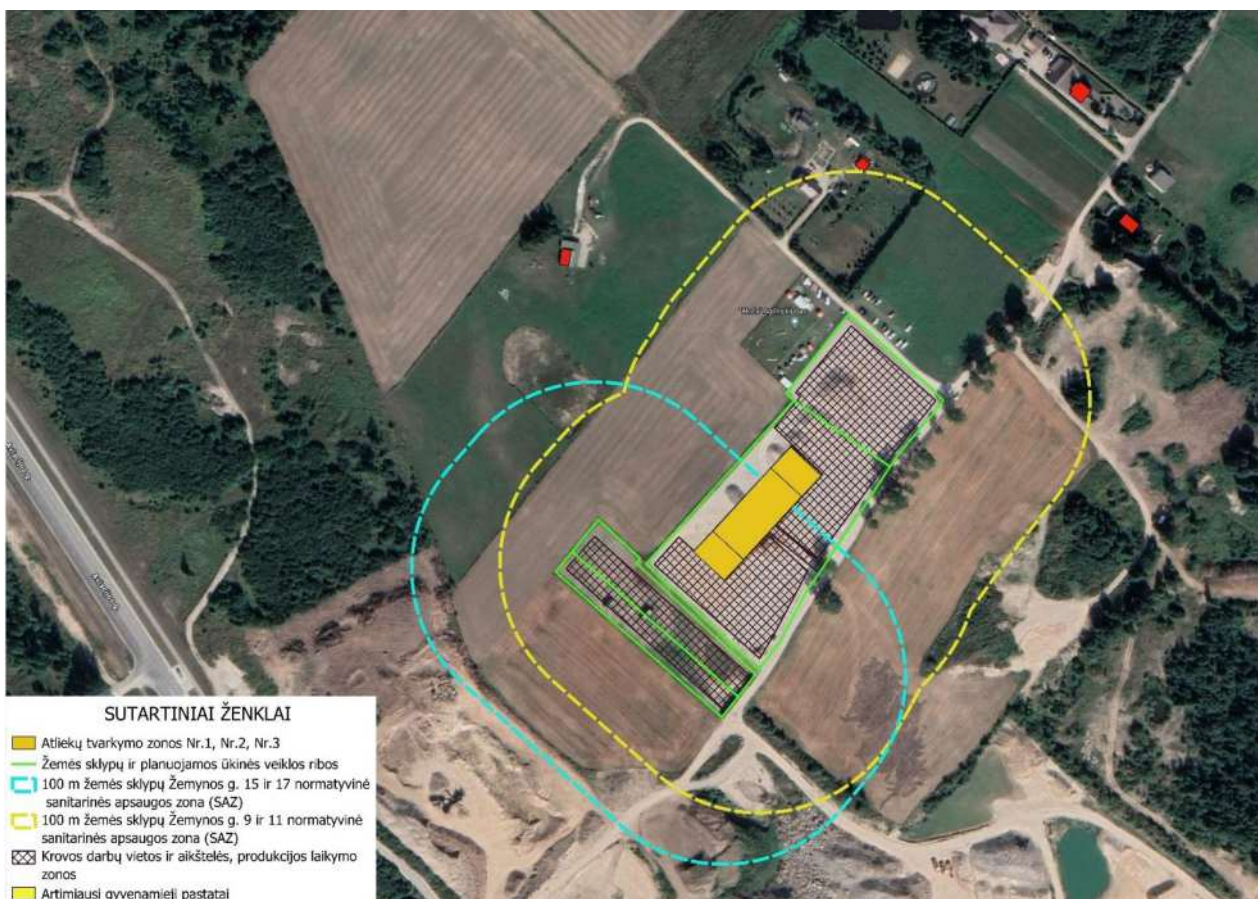 SUTARTINIAI ŽENKLAI
Atliekų tvarkymo zonos Nr.1, Nr.2, Nr.3
Žemės sklypų ir planuojamos ūkinės veiklos ribos
100 m žemės sklypų Žemynos g. 15 ir 17 normatyvinė
sanitarinės apsaugos zona (SAZ)
100 m žemės sklypų Žemynos g. 9 ir 11 normatyvinė
sanitarinės apsaugos zona (SAZ)
Krovos darbų vietos ir aikštelės, produkcijos laikymo
zonos
Artimiausi gyvenamieji pastatai